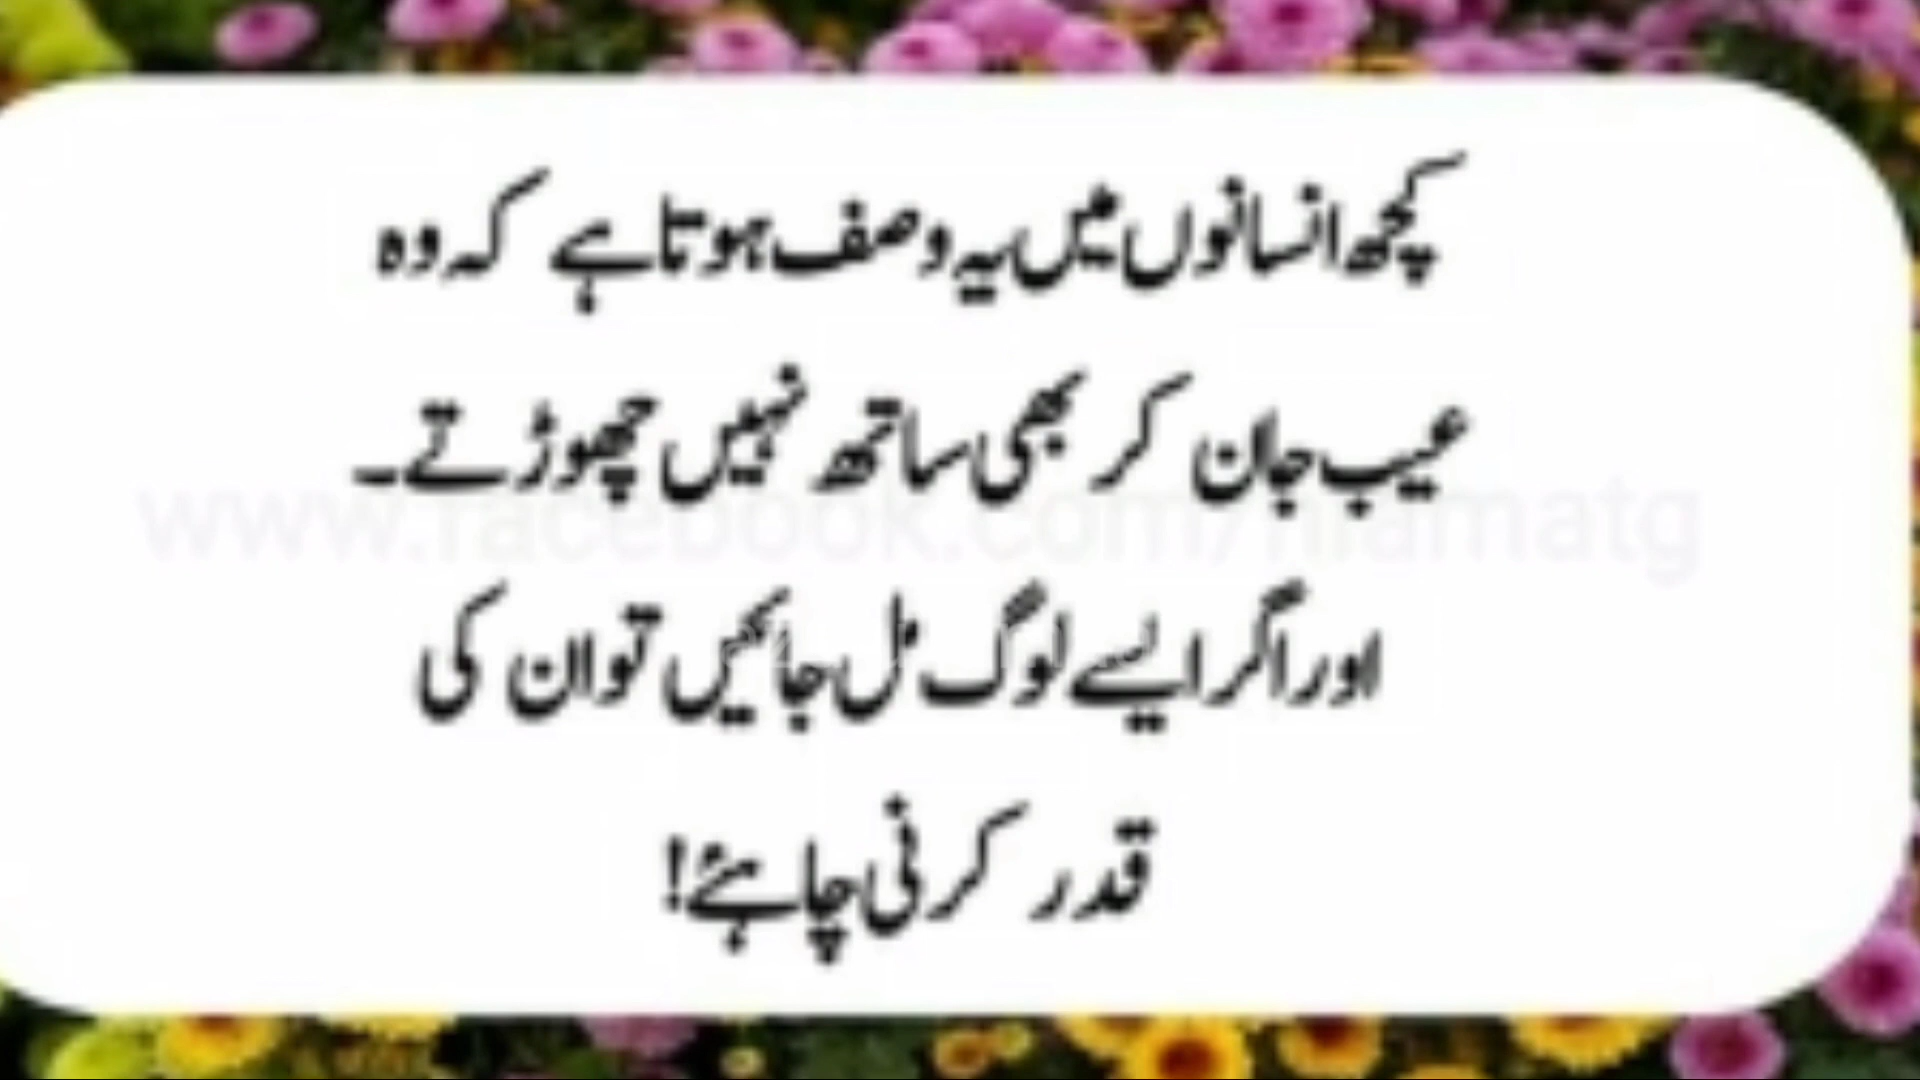 کچھ انسانوں میں یہ وصف ہوتا ہے کہ وہ
عیب جان کر بھی ساتھ نہیں چھوڑتے۔
www.facebook.com/niamatg
اور اگر ایسے لوگ مل جائیں تو ان کی
قدر کرنی چاہئے!